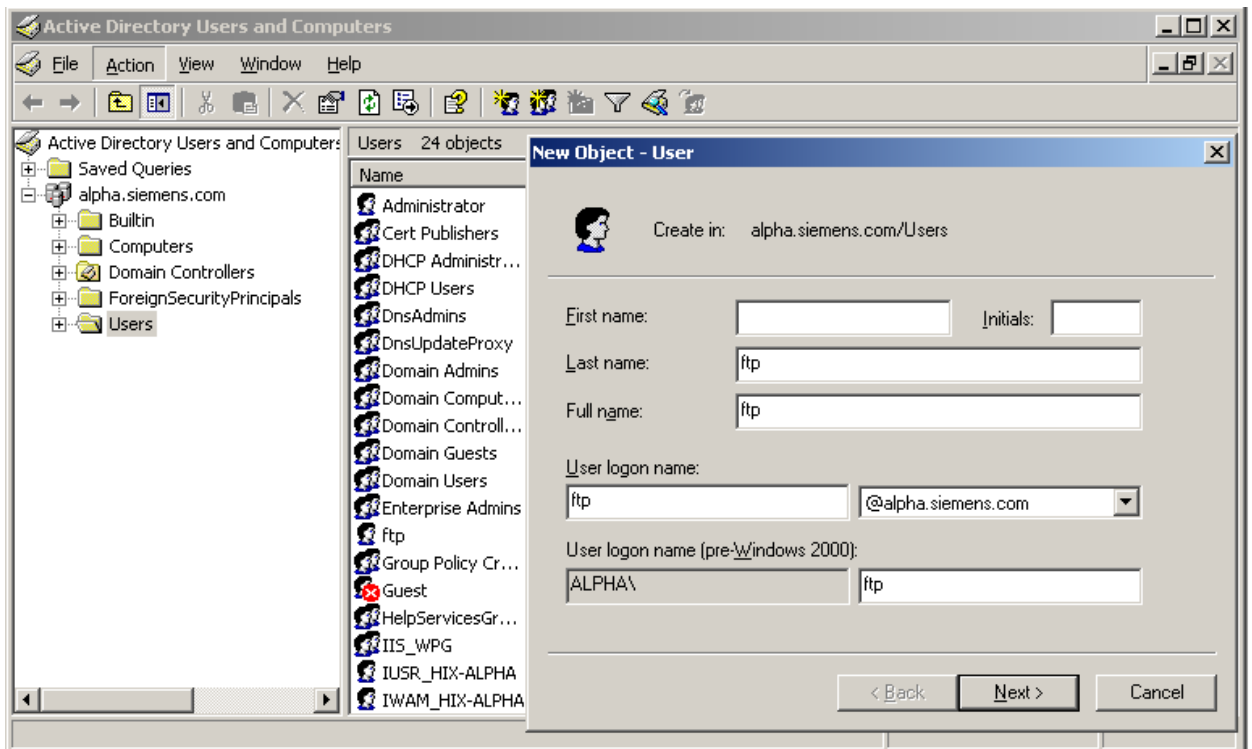 Active Directory Users and Computers
File Action View Window Help
Active Directory Users and Computers
Saved Queries
alpha.siemens.com
Builtin
Computers
Domain Controllers
ForeignSecurityPrincipals
Users
Users 24 objects
Name
Administrator
Cert Publishers
DHCP Administr...
DHCP Users
DnsAdmins
DnsUpdateProxy
Domain Admins
Domain Comput...
Domain Controll...
Domain Guests
Domain Users
Enterprise Admins
ftp
Group Policy Cr...
Guest
HelpServicesGr...
IIS_WPG
IUSR_HIX-ALPHA
IWAM_HIX-ALPHA
New Object - User
Create in: alpha.siemens.com/Users
First name: Initials:
Last name: ftp
Full name: ftp
User logon name:
ftp @alpha.siemens.com
User logon name (pre-Windows 2000):
ALPHA\ ftp
< Back Next > Cancel